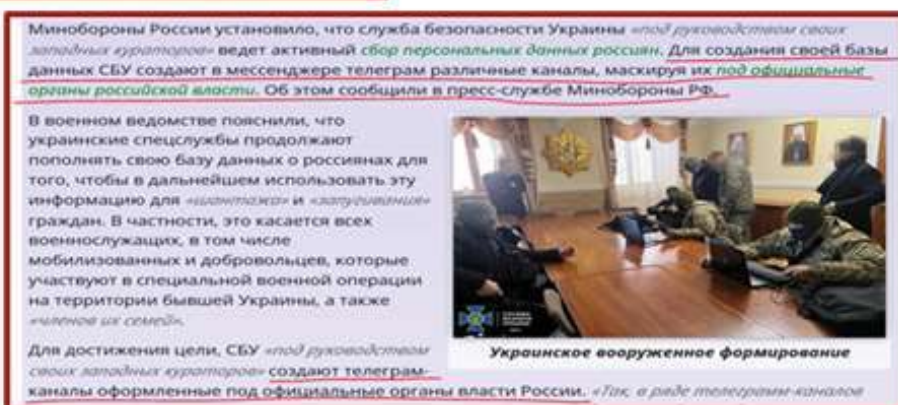 Минобороны России установило, что служба безопасности Украины «под руководством своих
западных кураторов» ведет активный сбор персональных данных россиян. Для создания своей базы
данных СБУ создают в мессенджере телеграм различные каналы, маскируя их под официальные
органы российской власти. Об этом сообщили в пресс-службе Минобороны РФ.
В военном ведомстве пояснили, что
украинские спецслужбы продолжают
пополнять свою базу данных о россиянах для
того, чтобы в дальнейшем использовать эту
информацию для «шантажа» и «запугивания»
граждан. В частности, это касается всех
военнослужащих, в том числе
мобилизованных и добровольцев, которые
участвуют в специальной военной операции
на территории бывшей Украины, а также
«членов их семей».
Украинское вооруженное формирование
Для достижения цели, СБУ «под руководством
своих западных кураторов» создают телеграм-
каналы оформленные под официальные органы власти России. «Так, в ряде телеграмм-каналов